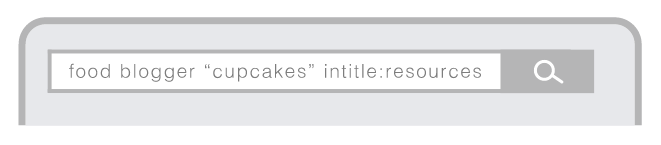 food blogger “cupcakes” intitle:resources